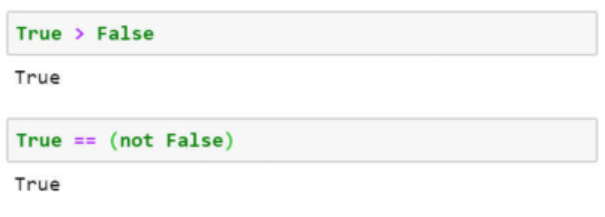 True > False
True
True == (not False)
True